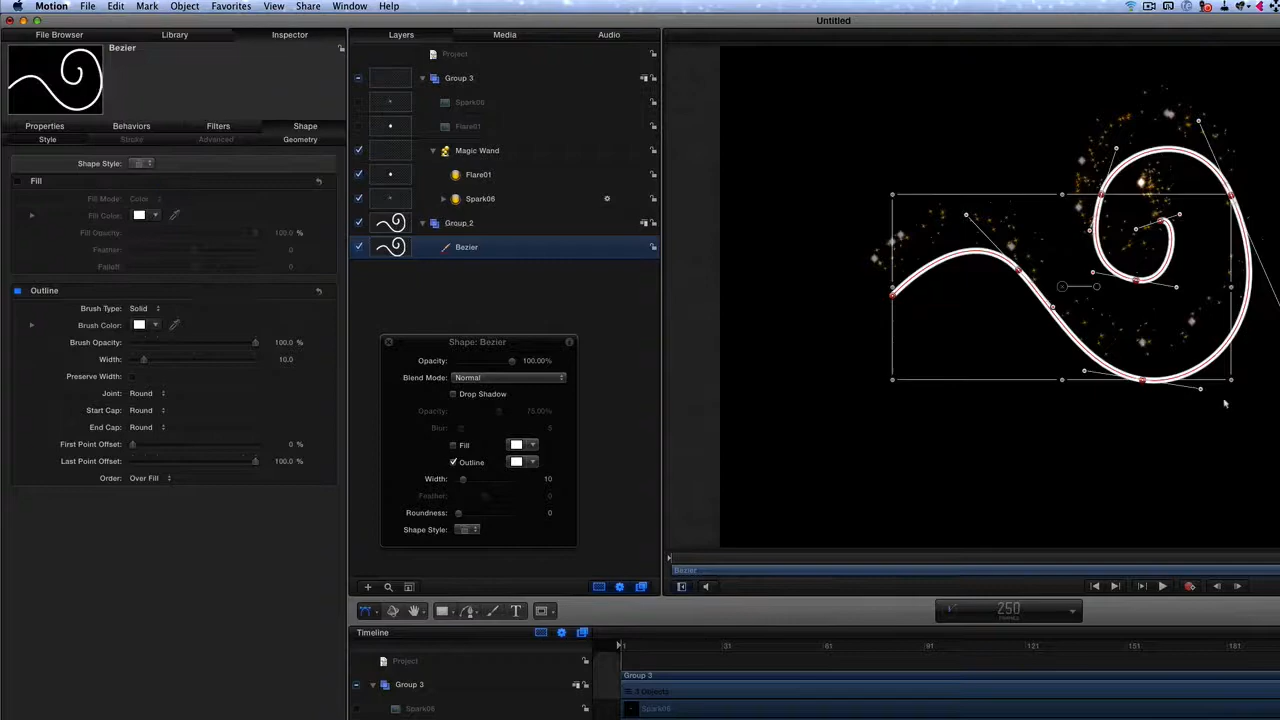 Motion File Edit Mark Object Favorites View Share Window Help
Untitled
File Browser Library Inspector
Layers Media Audio
Bezier
Properties Behaviors Filters Shape
Style Stroke Advanced Geometry
Shape Style:
Fill
Fill Mode: Color
Fill Color:
Fill Opacity: 100.0 %
Feather: 0
Falloff: 0
Outline
Brush Type: Solid
Brush Color:
Brush Opacity: 100.0 %
Width: 10.0
Preserve Width:
Joint: Round
Start Cap: Round
End Cap: Round
First Point Offset: 0 %
Last Point Offset: 100.0 %
Order: Over Fill
Project
Group 3
Spark06
Flare01
Magic Wand
Flare01
Spark06
Group 2
Bezier
Shape: Bezier
Opacity: 100.00%
Blend Mode: Normal
Drop Shadow
Opacity: 75.00%
Blur: 5
Fill
Outline
Width: 10
Feather: 0
Roundness: 0
Shape Style:
Bezier
T
250
FRAMES
Timeline
1 31 61 91 121 151 181
Project
Group 3
Spark06
Group 3
3 Objects
Spark06